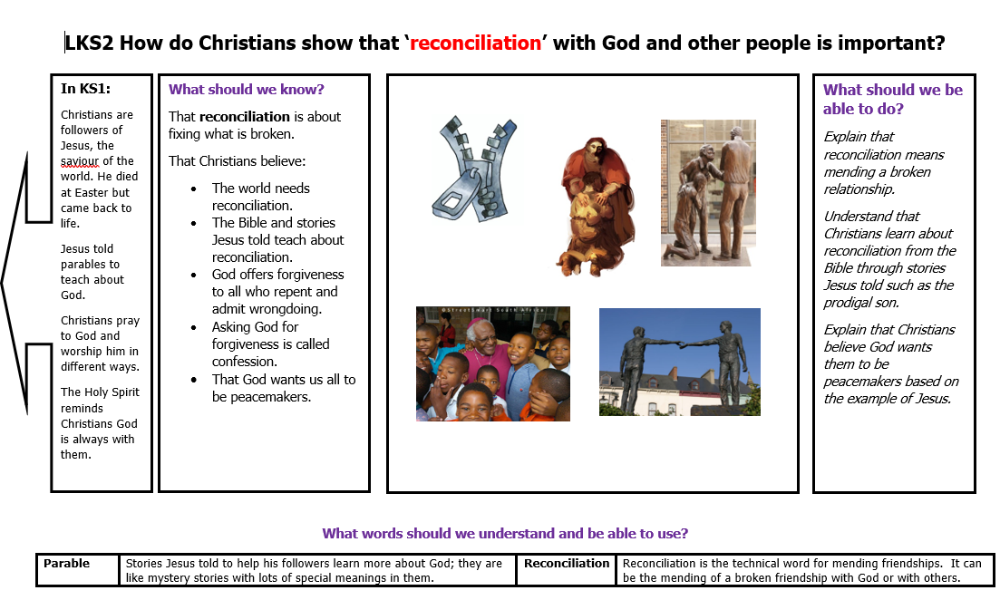 LKS2 How do Christians show that ‘reconciliation’ with God and other people is important?
In KS1:
Christians are
followers of
Jesus, the
saviour of the
world. He died
at Easter but
came back to
life.
Jesus told
parables to
teach about
God.
Christians pray
to God and
worship him in
different ways.
The Holy Spirit
reminds
Christians God
is always with
them.
What should we know?
That reconciliation is about
fixing what is broken.
That Christians believe:
• The world needs
reconciliation.
• The Bible and stories
Jesus told teach about
reconciliation.
• God offers forgiveness
to all who repent and
admit wrongdoing.
• Asking God for
forgiveness is called
confession.
• That God wants us all to
be peacemakers.
©StreetSmart South Africa
What should we be
able to do?
Explain that
reconciliation means
mending a broken
relationship.
Understand that
Christians learn about
reconciliation from the
Bible through stories
Jesus told such as the
prodigal son.
Explain that Christians
believe God wants
them to be
peacemakers based on
the example of Jesus.
What words should we understand and be able to use?
Parable
Stories Jesus told to help his followers learn more about God; they are
like mystery stories with lots of special meanings in them.
Reconciliation
Reconciliation is the technical word for mending friendships.  It can
be the mending of a broken friendship with God or with others.